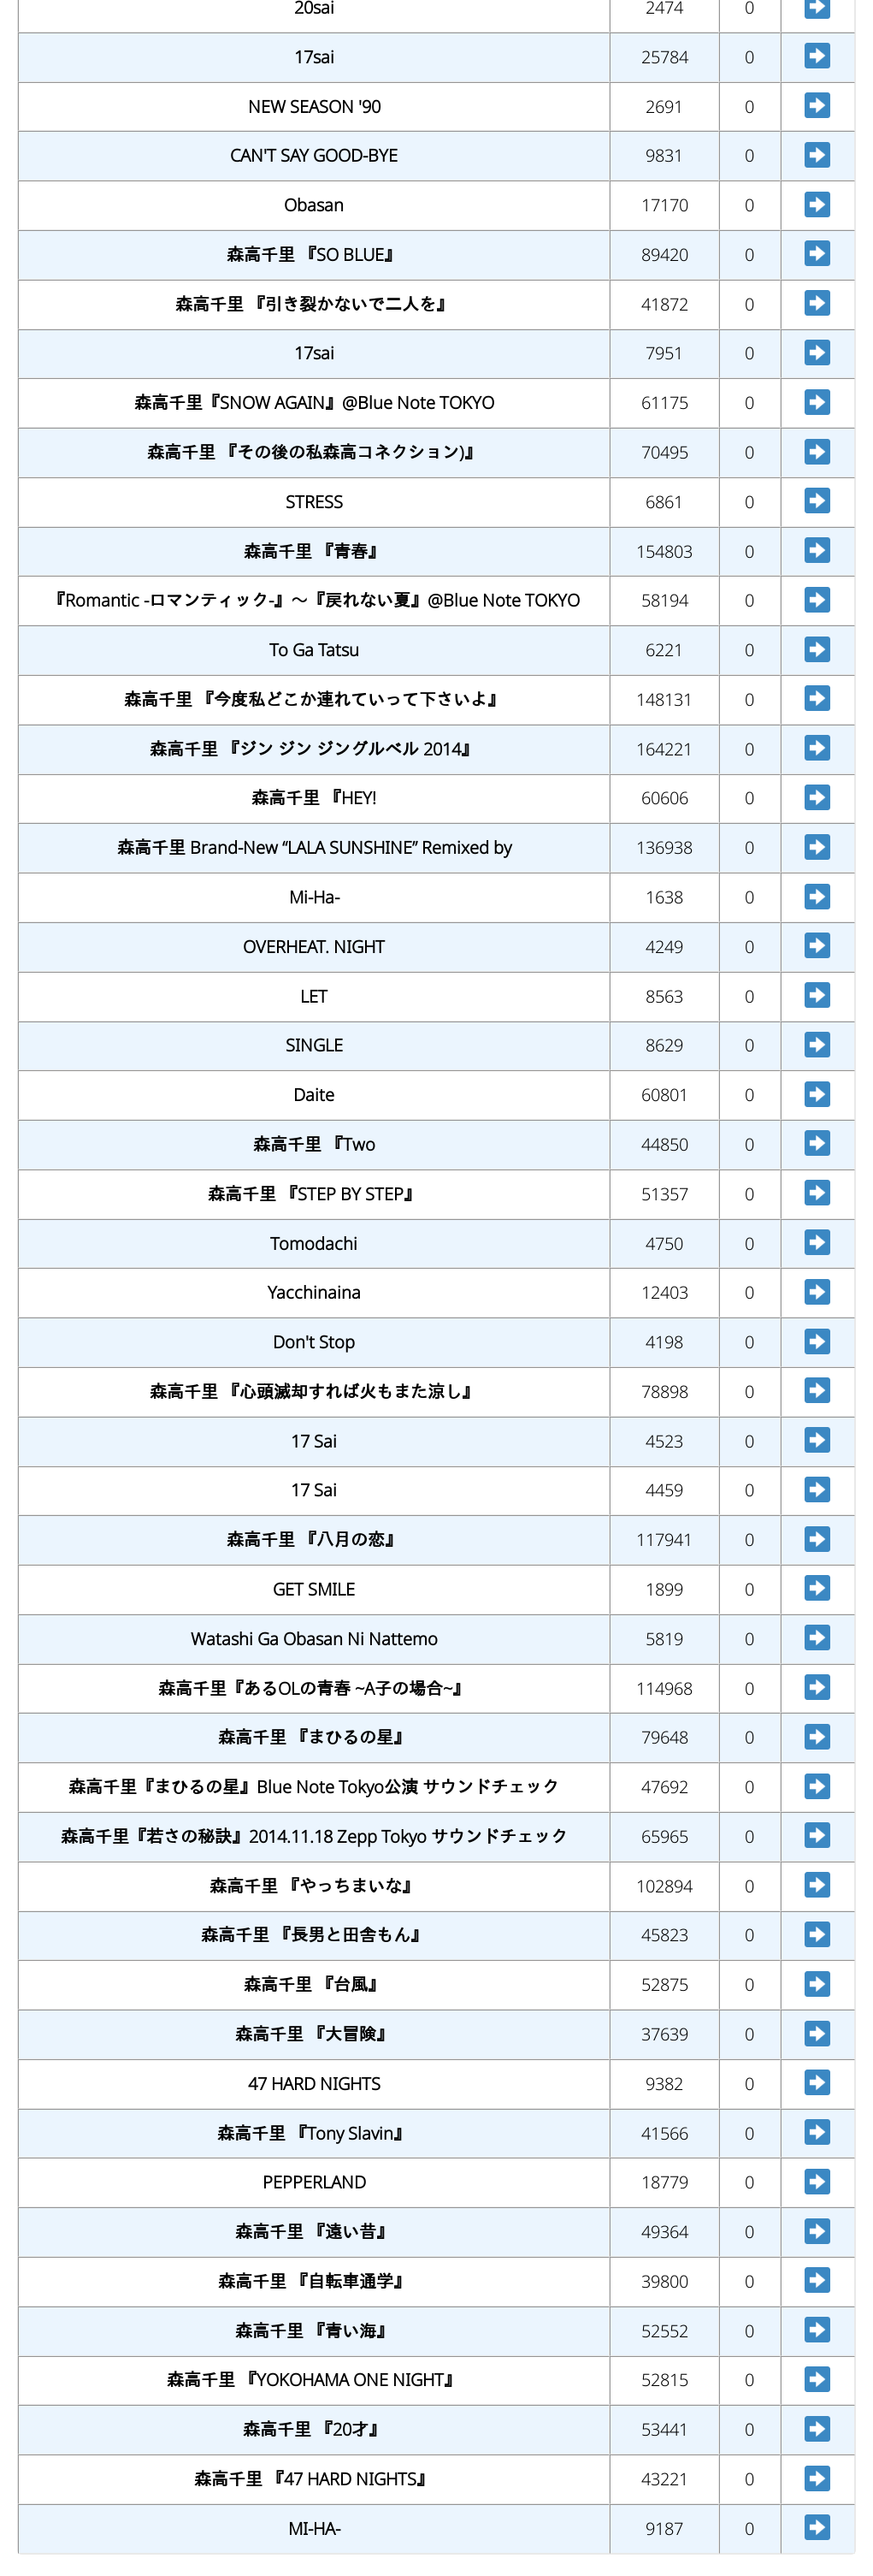 20sai 2474 0
17sai 25784 0
NEW SEASON '90 2691 0
CAN'T SAY GOOD-BYE 9831 0
Obasan 17170 0
森高千里 『SO BLUE』 89420 0
森高千里 『引き裂かないで二人を』 41872 0
17sai 7951 0
森高千里『SNOW AGAIN』@Blue Note TOKYO 61175 0
森高千里 『その後の私森高コネクション)』 70495 0
STRESS 6861 0
森高千里 『青春』 154803 0
『Romantic -ロマンティック-』～『戻れない夏』@Blue Note TOKYO 58194 0
To Ga Tatsu 6221 0
森高千里 『今度私どこか連れていって下さいよ』 148131 0
森高千里 『ジン ジン ジングルベル 2014』 164221 0
森高千里 『HEY! 60606 0
森高千里 Brand-New “LALA SUNSHINE” Remixed by 136938 0
Mi-Ha- 1638 0
OVERHEAT. NIGHT 4249 0
LET 8563 0
SINGLE 8629 0
Daite 60801 0
森高千里 『Two 44850 0
森高千里 『STEP BY STEP』 51357 0
Tomodachi 4750 0
Yacchinaina 12403 0
Don't Stop 4198 0
森高千里 『心頭滅却すれば火もまた涼し』 78898 0
17 Sai 4523 0
17 Sai 4459 0
森高千里 『八月の恋』 117941 0
GET SMILE 1899 0
Watashi Ga Obasan Ni Nattemo 5819 0
森高千里『あるOLの青春 ~A子の場合~』 114968 0
森高千里 『まひるの星』 79648 0
森高千里『まひるの星』Blue Note Tokyo公演 サウンドチェック 47692 0
森高千里『若さの秘訣』2014.11.18 Zepp Tokyo サウンドチェック 65965 0
森高千里 『やっちまいな』 102894 0
森高千里 『長男と田舎もん』 45823 0
森高千里 『台風』 52875 0
森高千里 『大冒険』 37639 0
47 HARD NIGHTS 9382 0
森高千里 『Tony Slavin』 41566 0
PEPPERLAND 18779 0
森高千里 『遠い昔』 49364 0
森高千里 『自転車通学』 39800 0
森高千里 『青い海』 52552 0
森高千里 『YOKOHAMA ONE NIGHT』 52815 0
森高千里 『20才』 53441 0
森高千里 『47 HARD NIGHTS』 43221 0
MI-HA- 9187 0